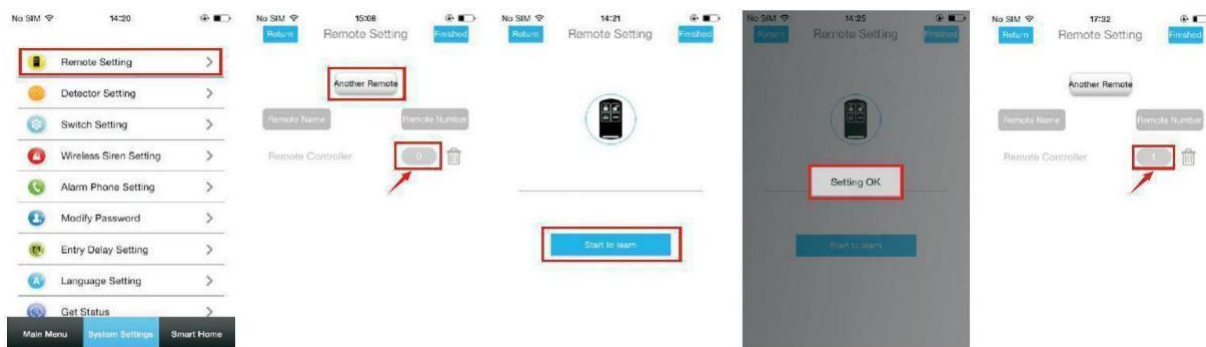 No SIM 14:20
Remote Setting
Detector Setting
Switch Setting
Wireless Siren Setting
Alarm Phone Setting
Modify Password
Entry Delay Setting
Language Setting
Get Status
Main Menu System Settings Smart Home
No SIM 15:08
Return Remote Setting Finished
Another Remote
Remote Name Remote Number
Remote Controller 0
No SIM 14:21
Return Remote Setting Finished
Start to learn
No SIM 14:25
Return Remote Setting Finished
Setting OK
Start to learn
No SIM 17:32
Return Remote Setting Finished
Another Remote
Remote Name Remote Number
Remote Controller 1